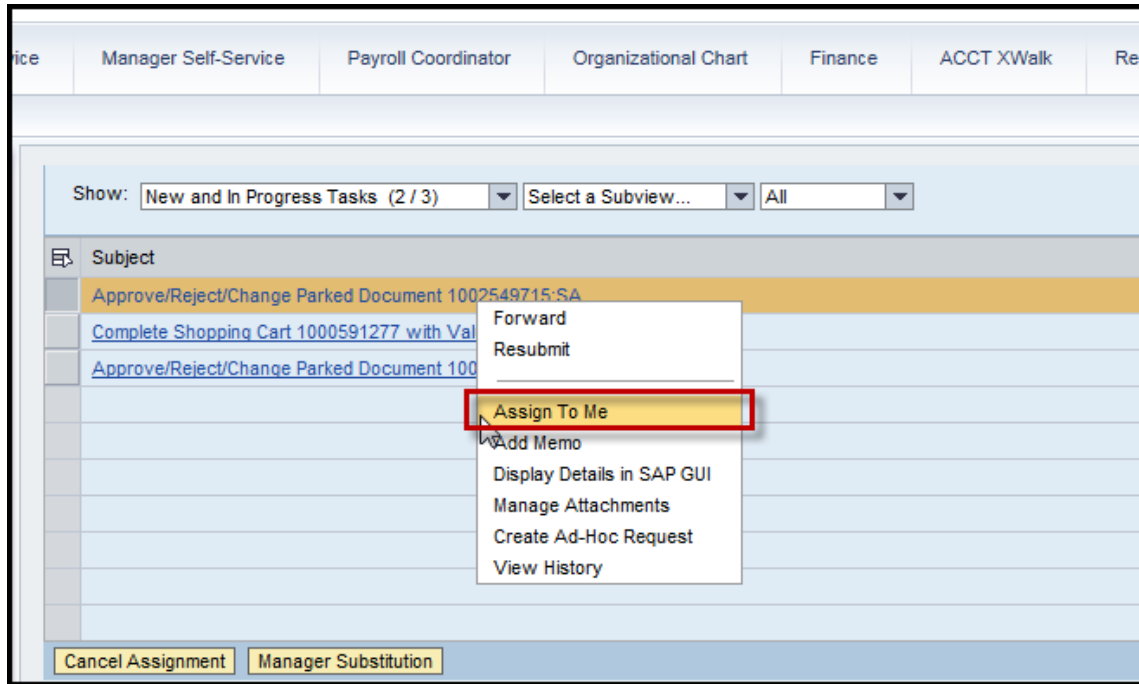 vice Manager Self-Service Payroll Coordinator Organizational Chart Finance ACCT XWalk Re
Show: New and In Progress Tasks (2 / 3) Select a Subview... All
Subject
Approve/Reject/Change Parked Document 1002549715:SA
Complete Shopping Cart 1000591277 with Val
Approve/Reject/Change Parked Document 100
Forward
Resubmit
Assign To Me
Add Memo
Display Details in SAP GUI
Manage Attachments
Create Ad-Hoc Request
View History
Cancel Assignment Manager Substitution